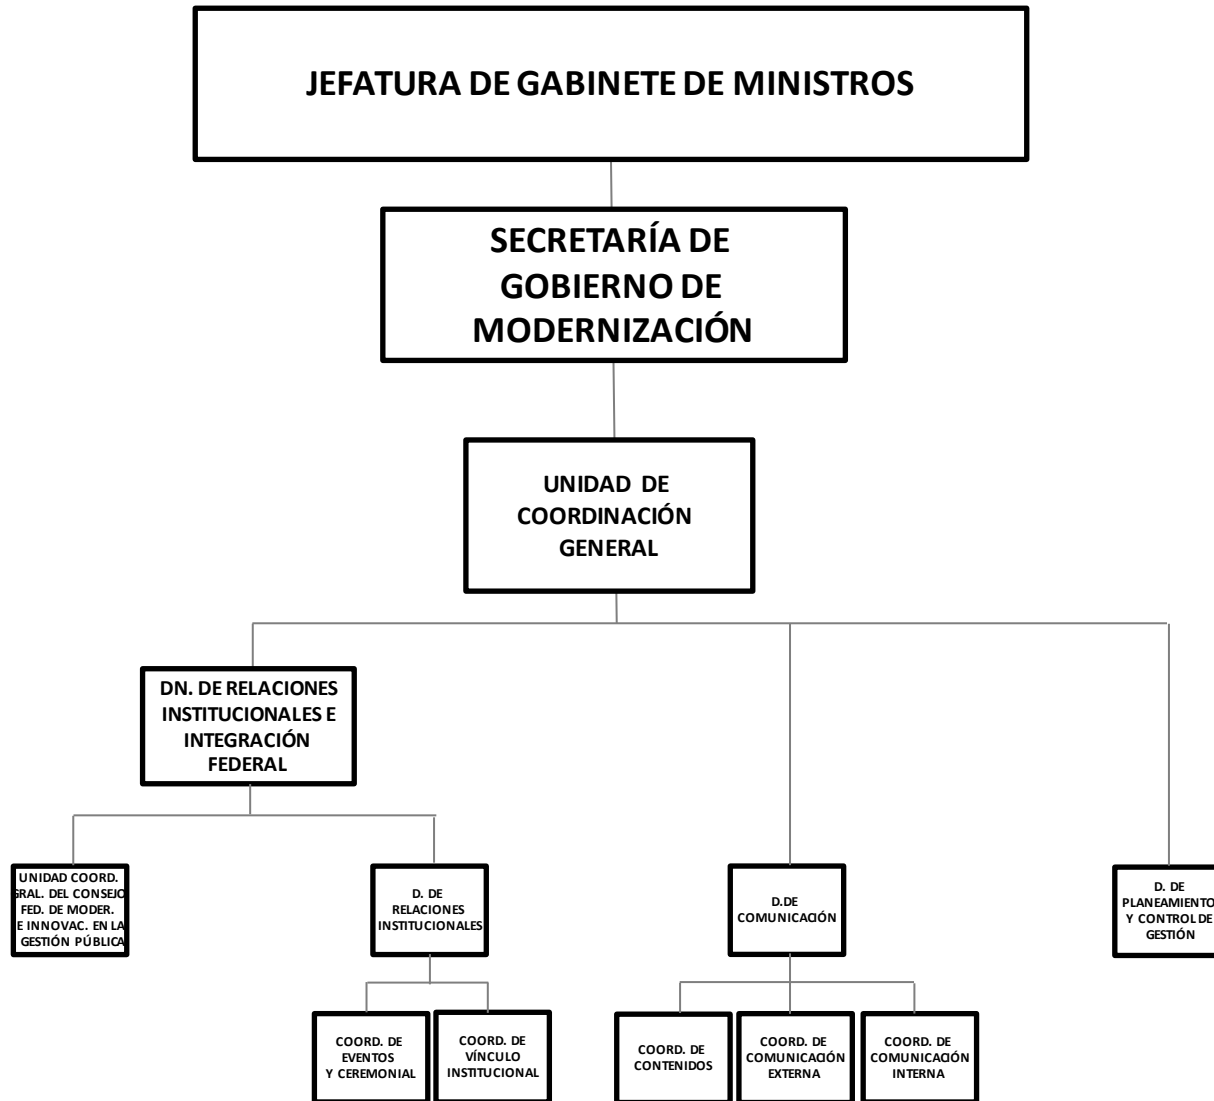 JEFATURA DE GABINETE DE MINISTROS
SECRETARÍA DE
GOBIERNO DE
MODERNIZACIÓN
UNIDAD DE
COORDINACIÓN
GENERAL
DN. DE RELACIONES
INSTITUCIONALES E
INTEGRACIÓN
FEDERAL
UNIDAD COORD.
GRAL. DEL CONSEJO
FED. DE MODER.
E INNOVAC. EN LA
GESTIÓN PÚBLICA
D. DE
RELACIONES
INSTITUCIONALES
D.DE
COMUNICACIÓN
D. DE
PLANEAMIENTO
Y CONTROL DE
GESTIÓN
COORD. DE
EVENTOS
Y CEREMONIAL
COORD. DE
VÍNCULO
INSTITUCIONAL
COORD. DE
CONTENIDOS
COORD. DE
COMUNICACIÓN
EXTERNA
COORD. DE
COMUNICACIÓN
INTERNA